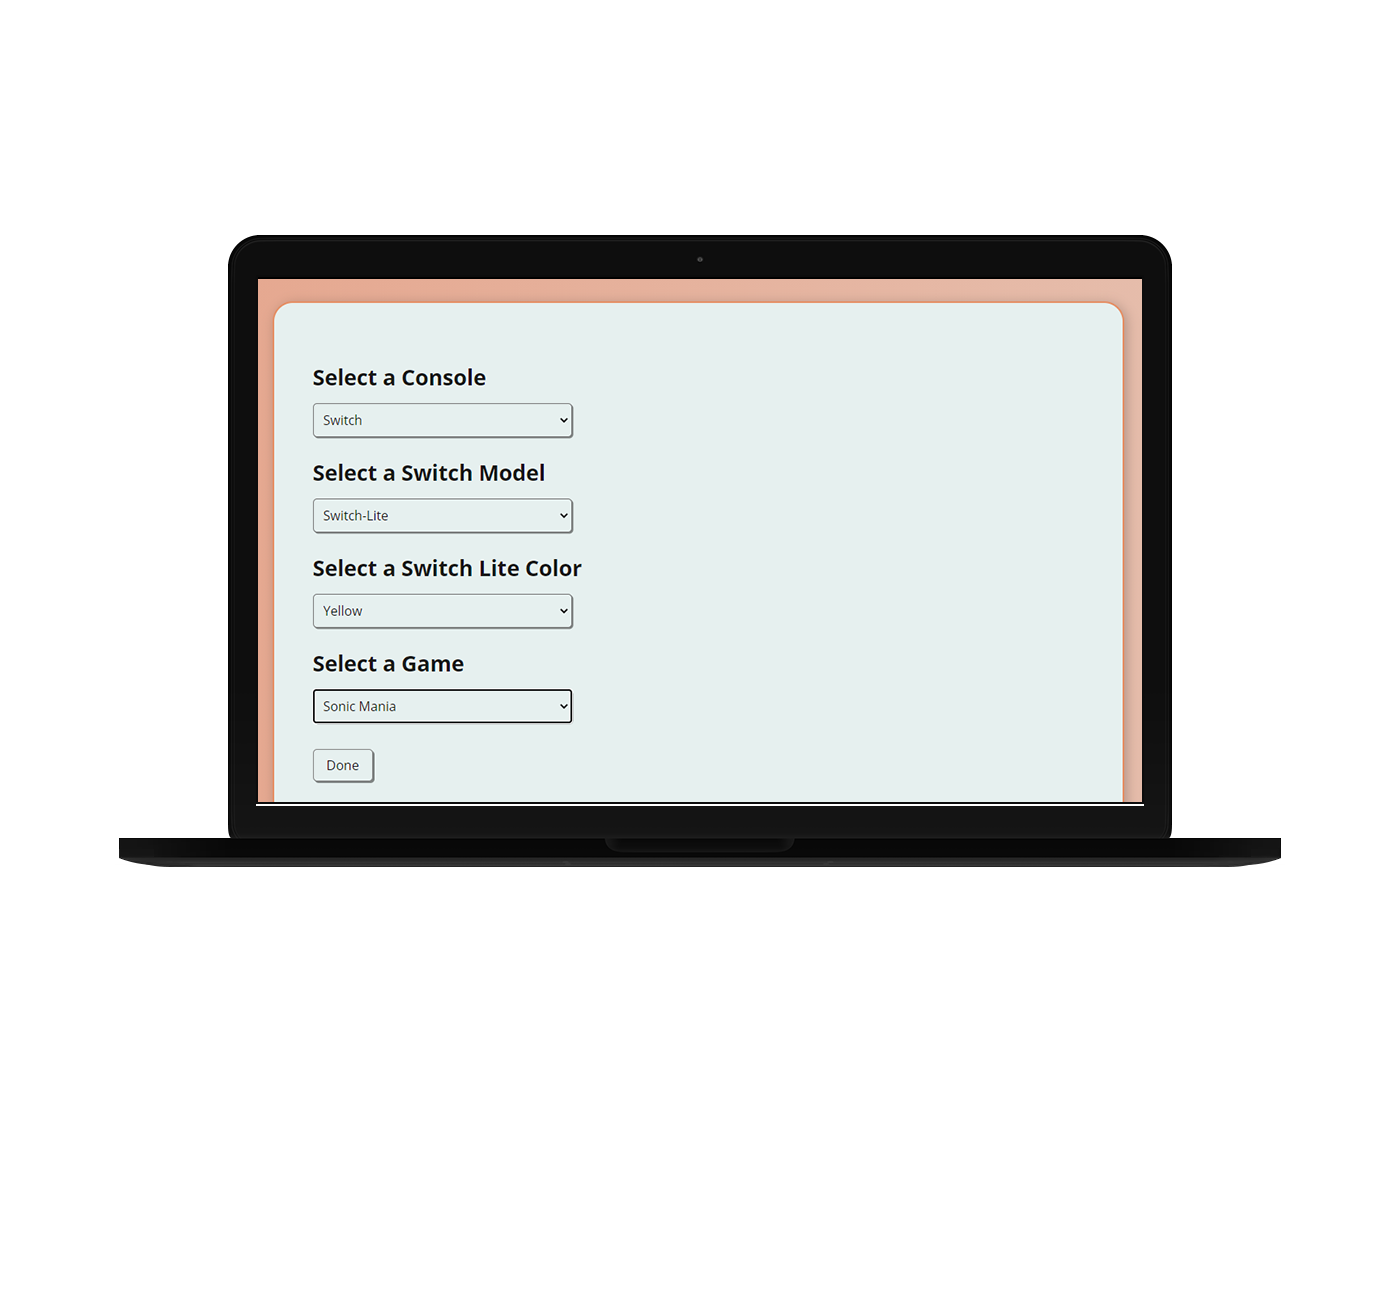 Select a Console
Switch
Select a Switch Model
Switch-Lite
Select a Switch Lite Color
Yellow
Select a Game
Sonic Mania
Done